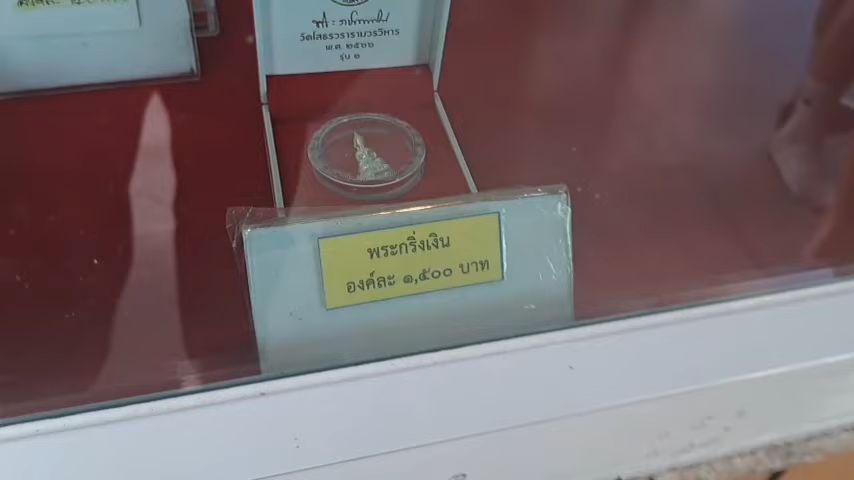 วัดโสธรวรารามวรวิหาร
พ.ศ. ๒๕๖๖
รุ่น ๑
พระกริ่งเงิน
องค์ละ ๑,๕๐๐ บาท